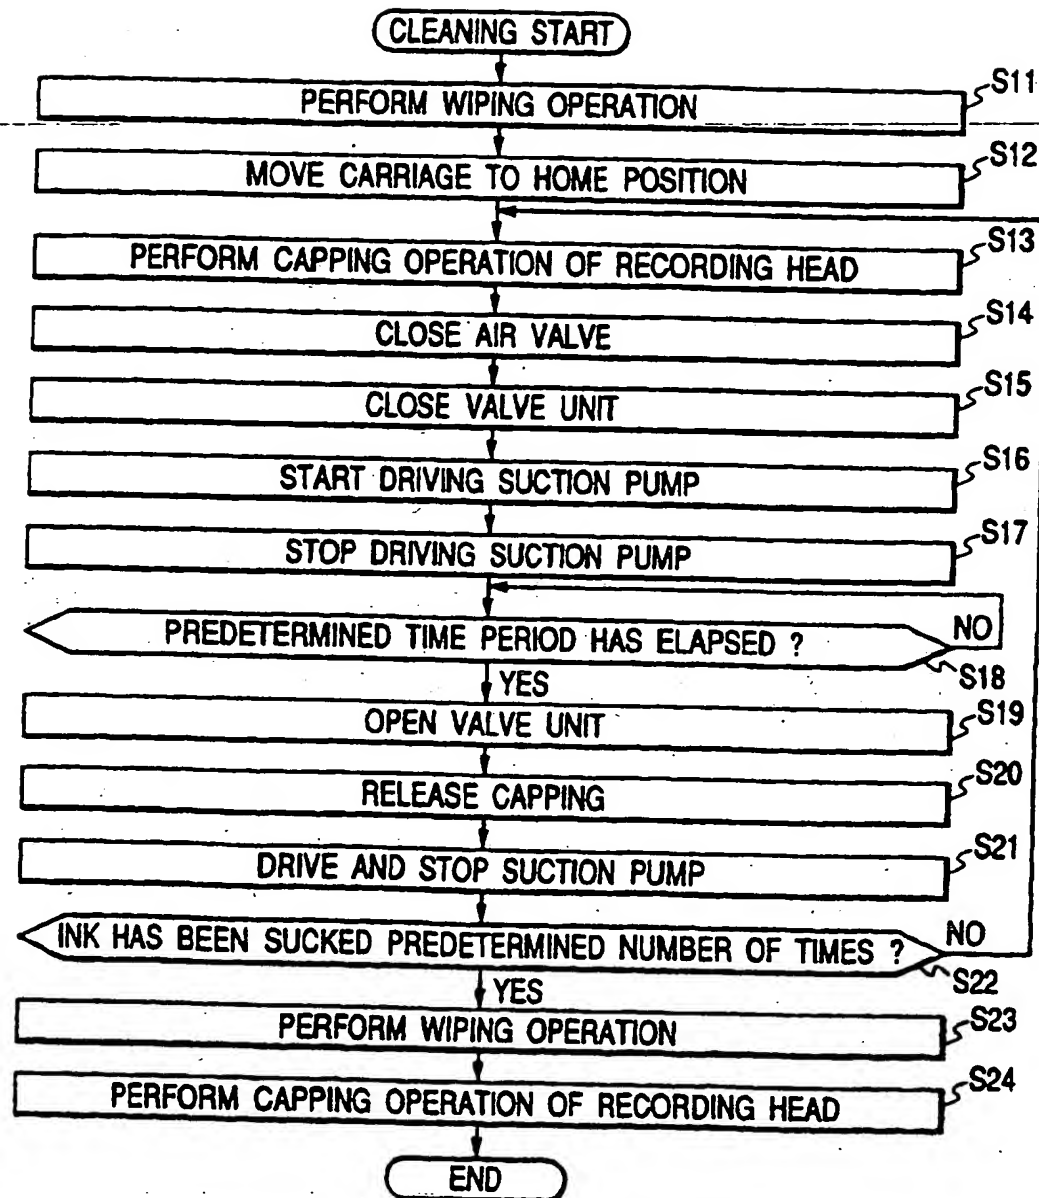 CLEANING START
PERFORM WIPING OPERATION
S11
MOVE CARRIAGE TO HOME POSITION
S12
PERFORM CAPPING OPERATION OF RECORDING HEAD
S13
CLOSE AIR VALVE
S14
CLOSE VALVE UNIT
S15
START DRIVING SUCTION PUMP
S16
STOP DRIVING SUCTION PUMP
S17
PREDETERMINED TIME PERIOD HAS ELAPSED ?
NO
S18
YES
OPEN VALVE UNIT
S19
RELEASE CAPPING
S20
DRIVE AND STOP SUCTION PUMP
S21
INK HAS BEEN SUCKED PREDETERMINED NUMBER OF TIMES ?
NO
S22
YES
PERFORM WIPING OPERATION
S23
PERFORM CAPPING OPERATION OF RECORDING HEAD
S24
END